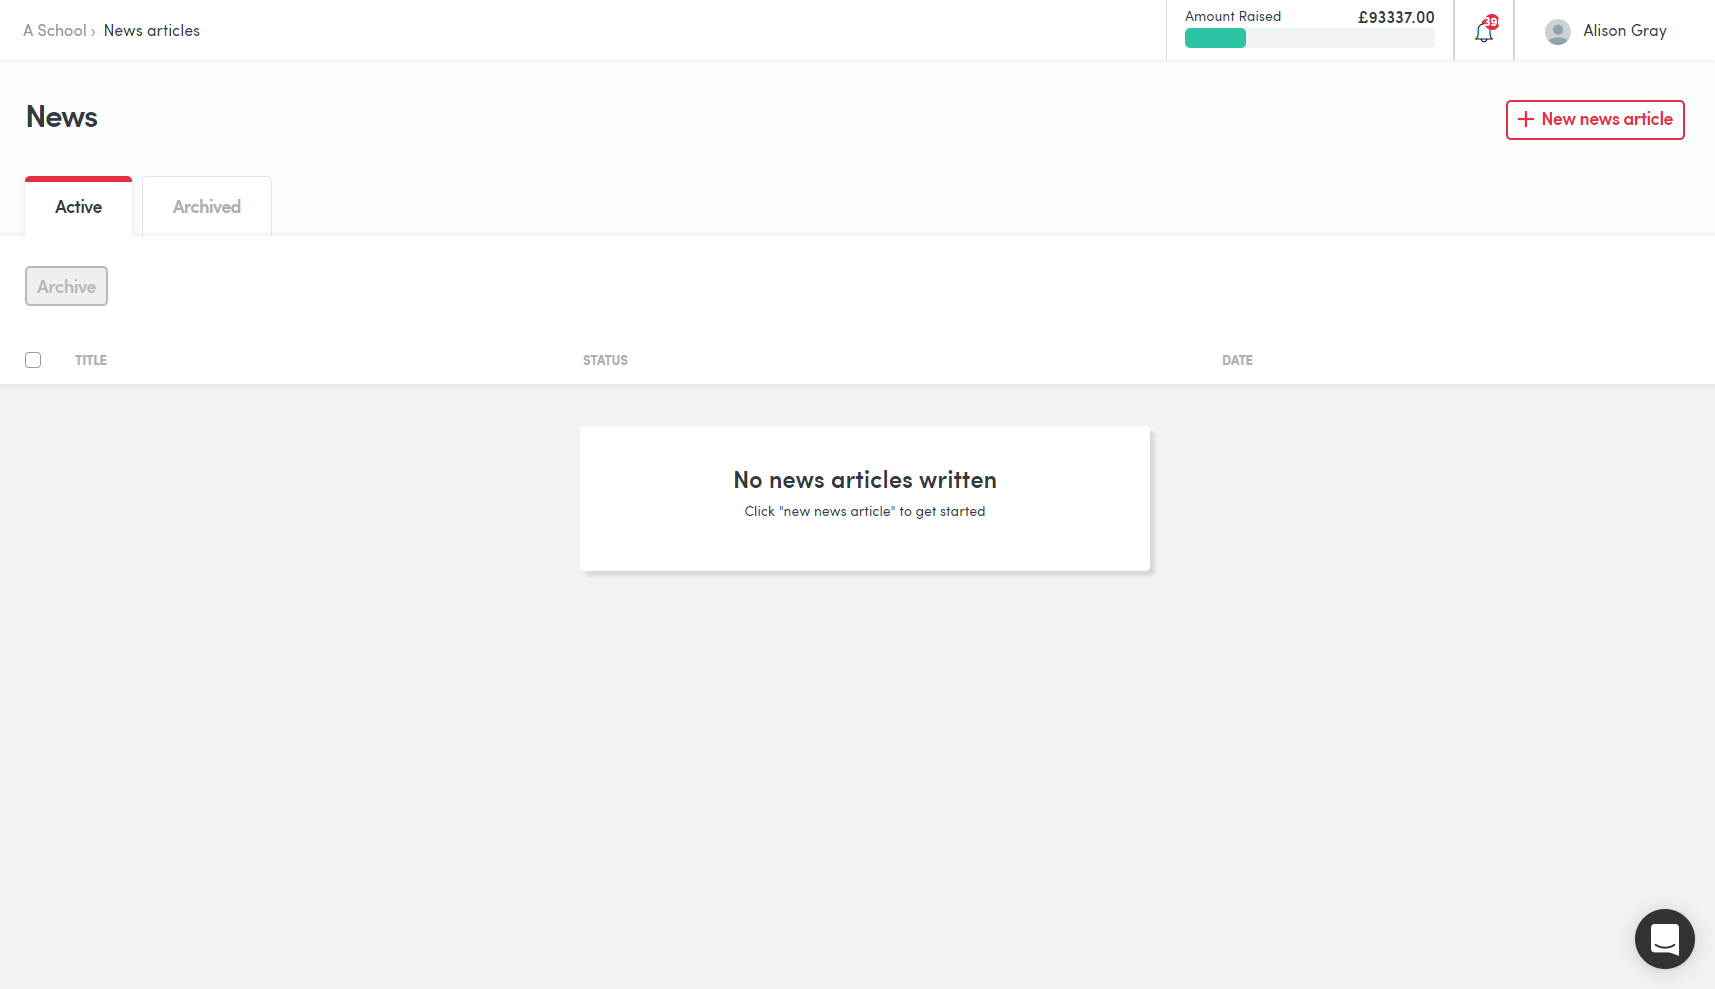 A School › News articles
Amount Raised £93337.00
39
Alison Gray
News
+ New news article
Active
Archived
Archive
TITLE STATUS DATE
No news articles written
Click "new news article" to get started